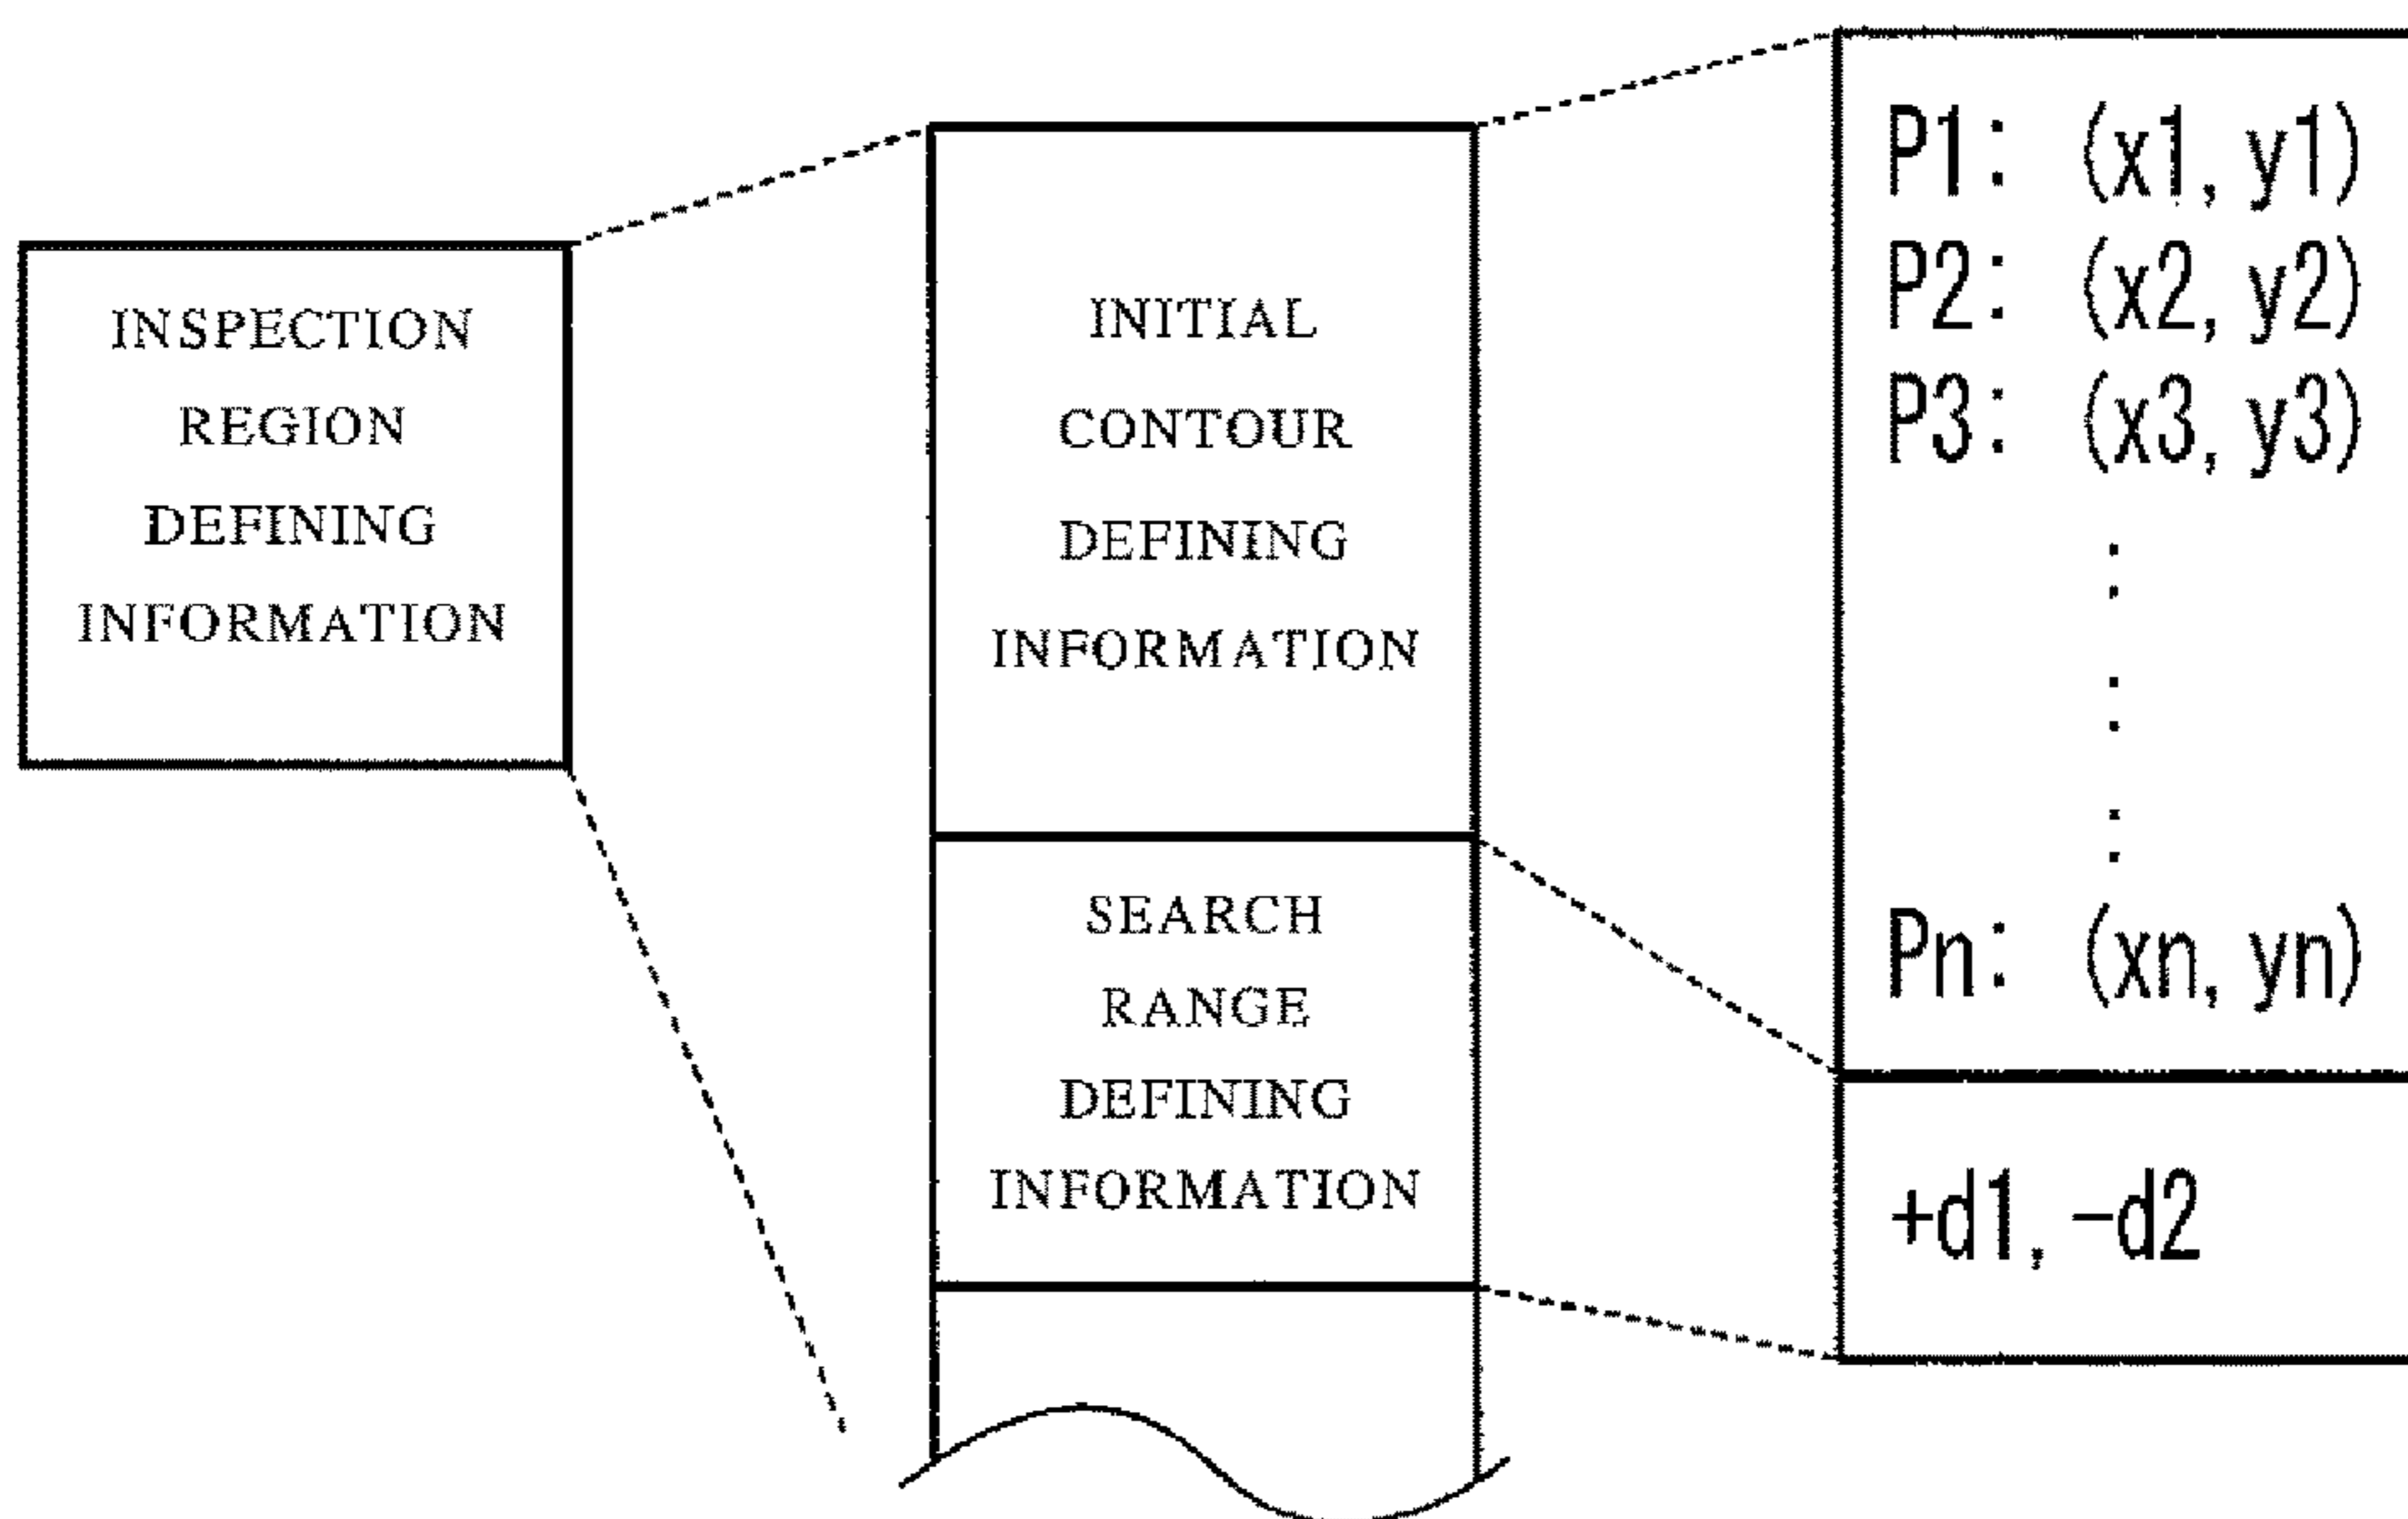 INSPECTION
REGION
DEFINING
INFORMATION
INITIAL
CONTOUR
DEFINING
INFORMATION
SEARCH
RANGE
DEFINING
INFORMATION
P1: (x1, y1)
P2: (x2, y2)
P3: (x3, y3)
Pn: (xn, yn)
+d1, -d2